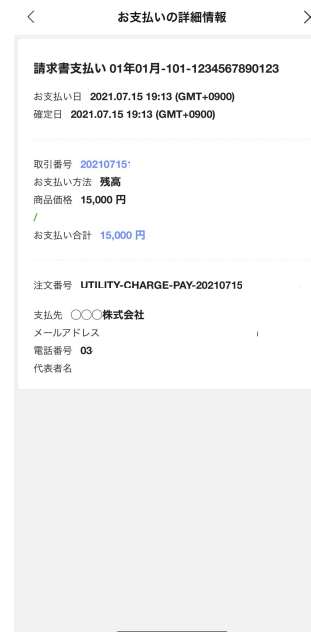 お支払いの詳細情報
請求書支払い 01年01月-101-1234567890123
お支払い日 2021.07.15 19:13 (GMT+0900)
確定日 2021.07.15 19:13 (GMT+0900)
取引番号 20210715
お支払い方法 残高
商品価格 15,000 円
/
お支払い合計 15,000 円
注文番号 UTILITY-CHARGE-PAY-20210715
支払先 〇〇〇株式会社
メールアドレス
電話番号 03
代表者名